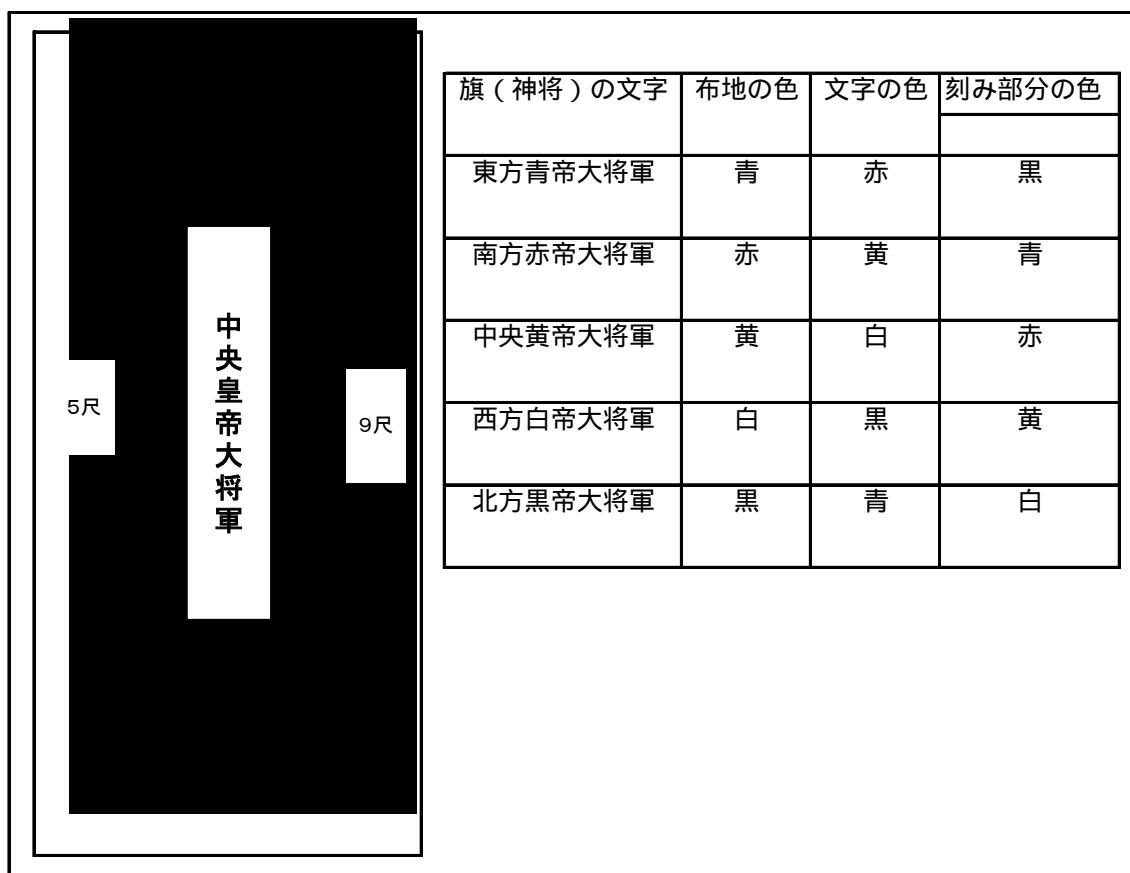 5尺
中央皇帝大将軍
9尺
旗（神将）の文字 布地の色 文字の色 刻み部分の色
東方青帝大将軍 青 赤 黒
南方赤帝大将軍 赤 黄 青
中央黄帝大将軍 黄 白 赤
西方白帝大将軍 白 黒 黄
北方黒帝大将軍 黒 青 白